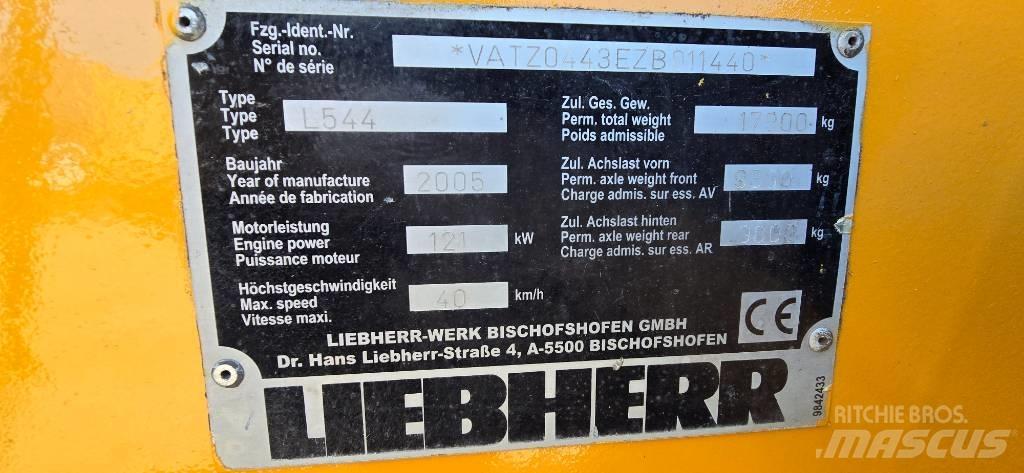 Fzg.-Ident.-Nr.
Serial no.
N° de série
*VATZ0443EZB011440*
Type
Type
Type
L544
Baujahr
Year of manufacture
Année de fabrication
2005
Motorleistung
Engine power
Puissance moteur
121 kW
Höchstgeschwindigkeit
Max. speed
Vitesse maxi.
40 km/h
Zul. Ges. Gew.
Perm. total weight
Poids admissible
kg
Zul. Achslast vorn
Perm. axle weight front
Charge admis. sur ess. AV
kg
Zul. Achslast hinten
Perm. axle weight rear
Charge admis. sur ess. AR
kg
LIEBHERR-WERK BISCHOFSHOFEN GMBH
Dr. Hans Liebherr-Straße 4, A-5500 BISCHOFSHOFEN
CE
LIEBHERR
9842433
RITCHIE BROS.
MASCUS